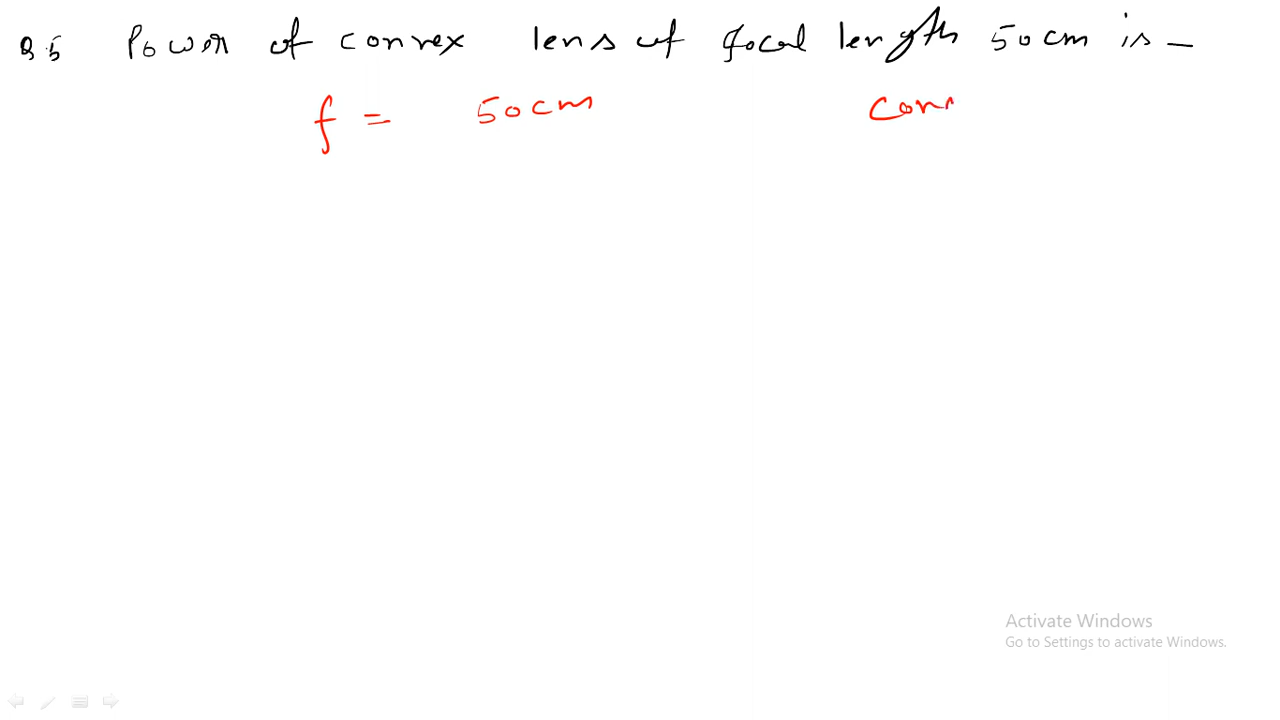 Q.5 Power of convex lens of focal length 50cm is —
f = 50cm con
Activate Windows
Go to Settings to activate Windows.